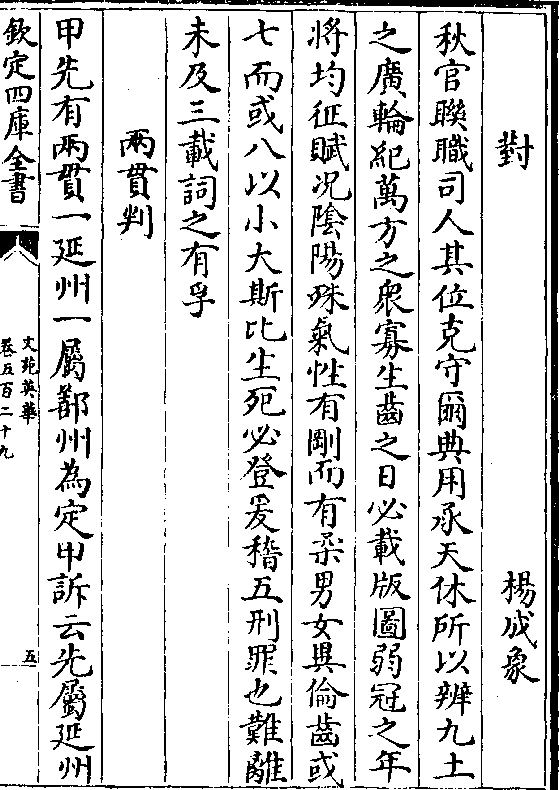 對　楊成象
秋官聨職司人其位克守爾典用承天休所以辨九土
之廣輪紀萬方之衆寡生齒之日必載版圖弱冠之年
將均征賦况隂陽殊氣性有剛而有柔男女異倫齒或
七而或八以小大斯比生死必登爰稽五刑罪也難離
未及三載詞之有孚
兩貫判
甲先有兩貫一延州一屬鄯州為定申訴云先屬延州
欽定四庫全書
文苑英華
卷五百二十九
五